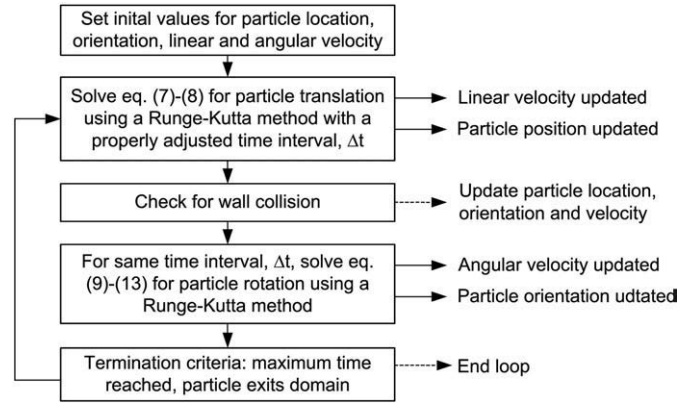 Set inital values for particle location,
orientation, linear and angular velocity
Solve eq. (7)-(8) for particle translation
using a Runge-Kutta method with a
properly adjusted time interval, Δt
Linear velocity updated
Particle position updated
Check for wall collision
Update particle location,
orientation and velocity
For same time interval, Δt, solve eq.
(9)-(13) for particle rotation using a
Runge-Kutta method
Angular velocity updated
Particle orientation udtated
Termination criteria: maximum time
reached, particle exits domain
End loop